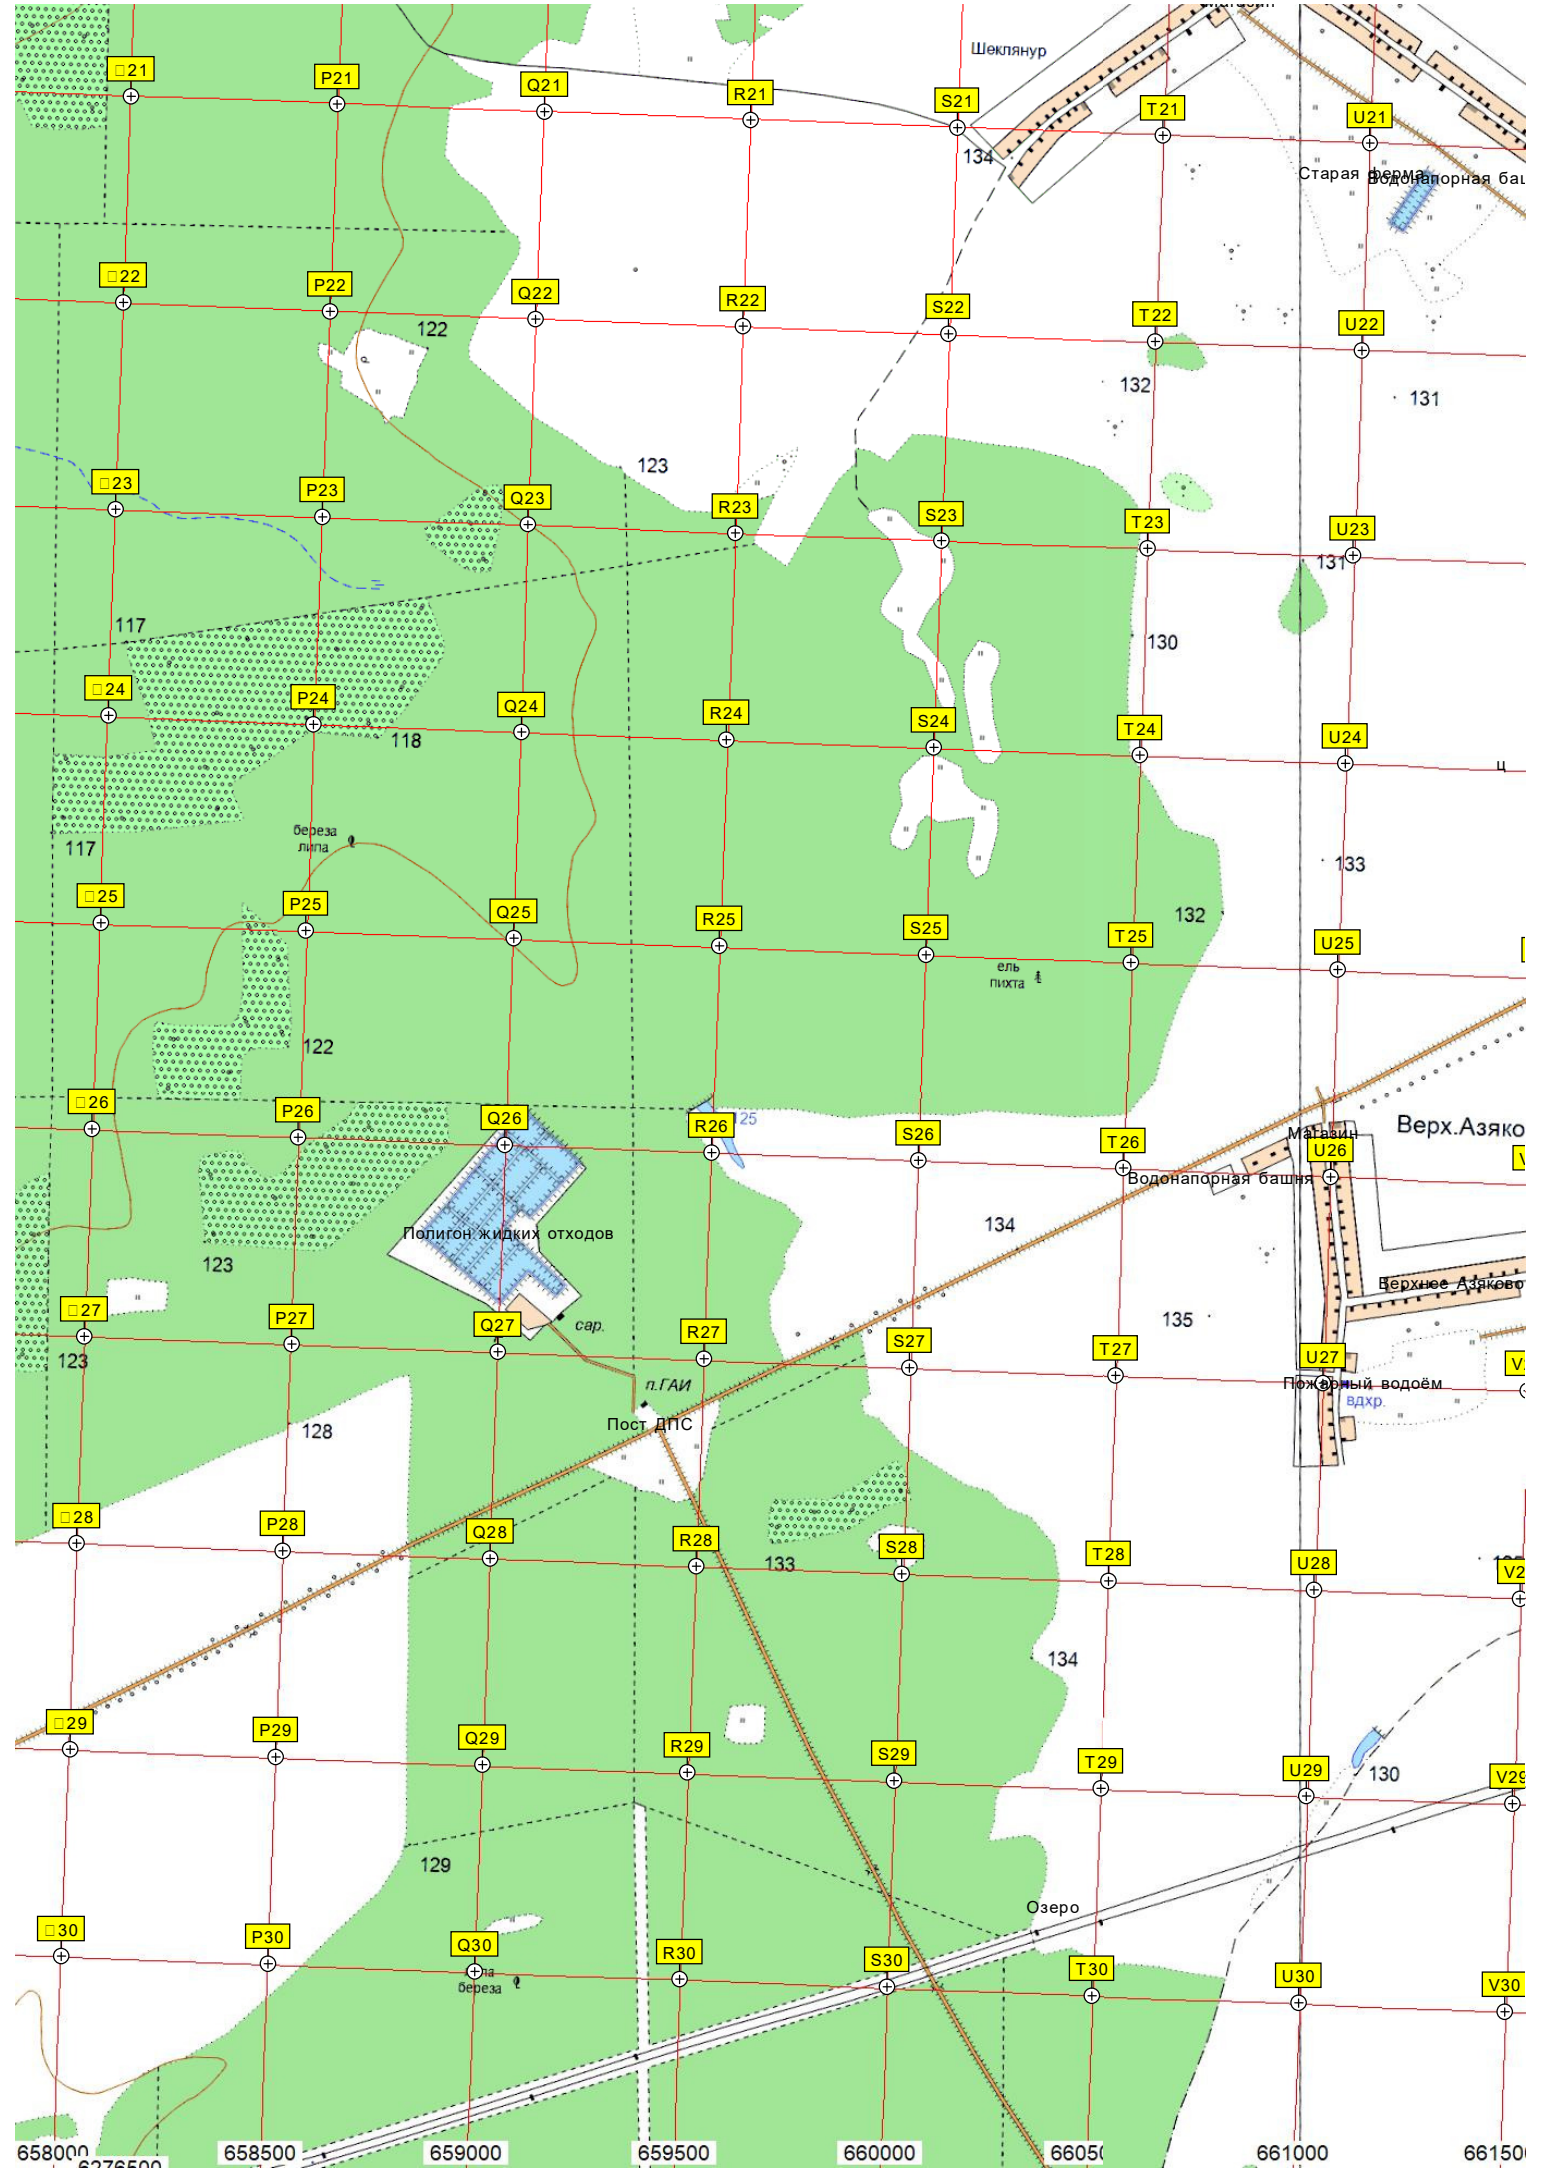 Шеклянур
□21
P21
Q21
R21
S21
T21
U21
134
Старая ферма
Водонапорная баш
□22
P22
Q22
R22
S22
T22
U22
122
132
131
123
□23
P23
Q23
R23
S23
T23
U23
131
117
130
□24
P24
Q24
R24
S24
T24
U24
118
ц
береза
липа
117
133
□25
P25
Q25
R25
S25
T25
U25
132
ель
пихта
122
□26
P26
Q26
R26
S26
T26
U26
125
Верх.Азяко
Магазин
Водонапорная башня
134
Полигон жидких отходов
123
Верхнее Азяково
□27
P27
Q27
R27
S27
T27
U27
сар.
135
123
п.ГАИ
Пожарный водоём
вдхр.
Пост ДПС
128
□28
P28
Q28
R28
S28
T28
U28
V2
133
134
□29
P29
Q29
R29
S29
T29
U29
V29
130
129
Озеро
□30
P30
Q30
R30
S30
T30
U30
V30
береза
658000
658500
659000
659500
660000
66050
661000
66150
6276500